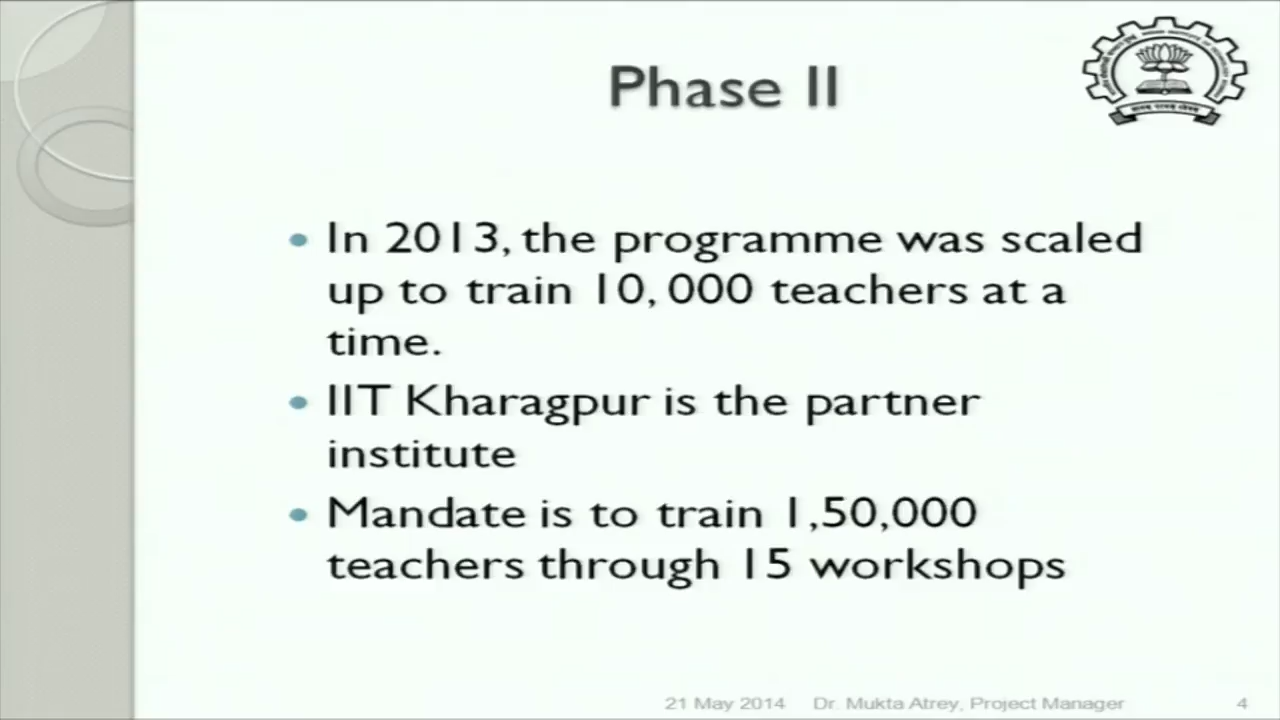 Phase II
In 2013, the programme was scaled
up to train 10, 000 teachers at a
time.
IIT Kharagpur is the partner
institute
Mandate is to train 1,50,000
teachers through 15 workshops
21 May 2014 Dr. Mukta Atrey, Project Manager 4